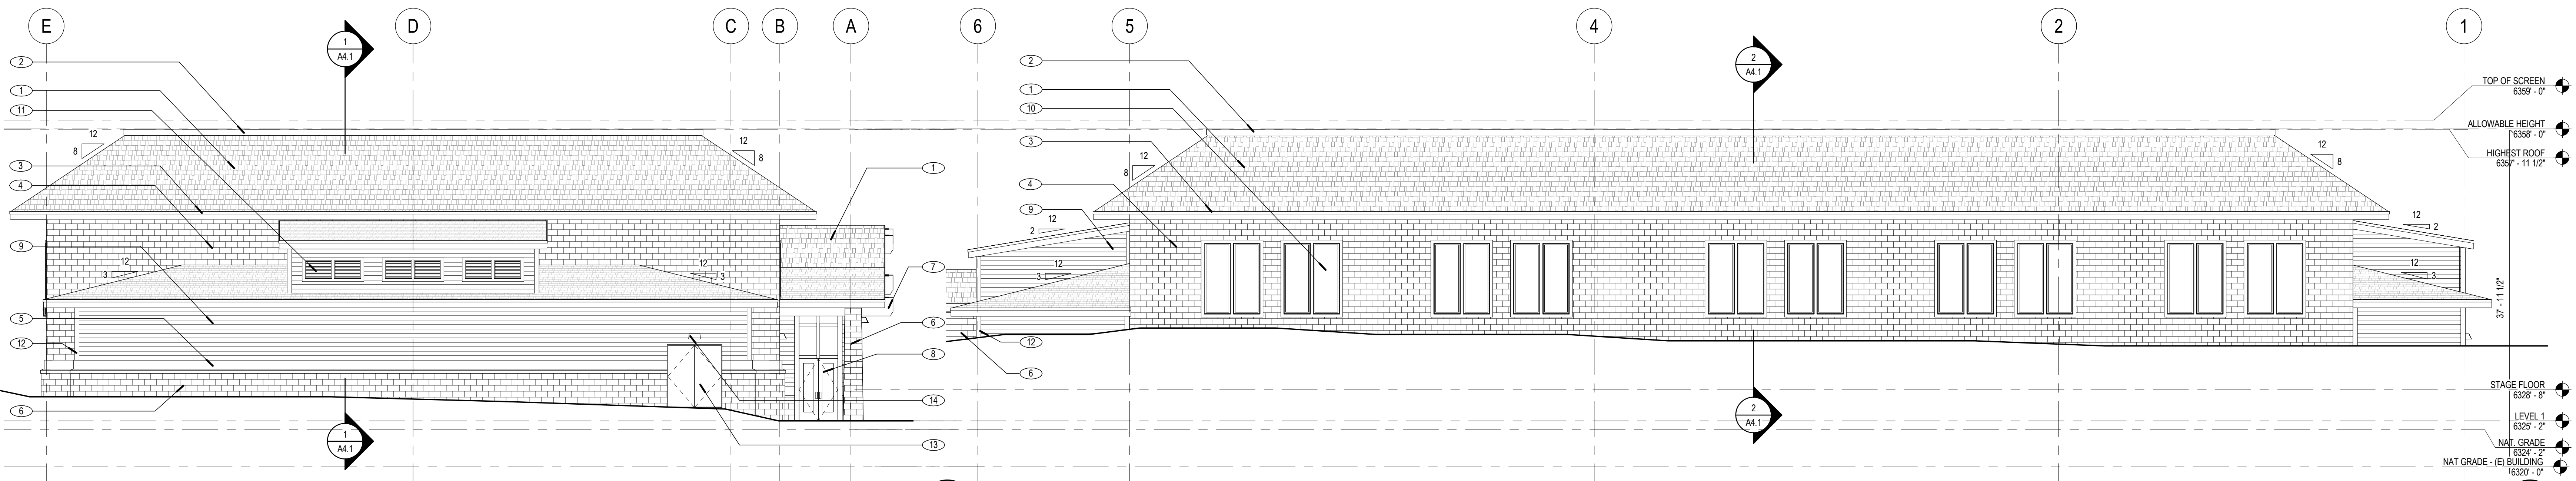 E
D
C
B
A
6
5
4
2
1
1
A4.1
2
A4.1
2
1
11
3
4
9
5
12
6
12
8
12
8
12
3
12
3
1
7
6
8
14
13
1
A4.1
2
1
10
3
4
9
12
6
12
8
12
2
12
3
12
8
12
2
12
3
2
A4.1
TOP OF SCREEN
6359' - 0"
ALLOWABLE HEIGHT
6358' - 0"
HIGHEST ROOF
6357' - 11 1/2"
37' - 11 1/2"
STAGE FLOOR
6328' - 8"
LEVEL 1
6325' - 2"
NAT. GRADE
6324' - 2"
NAT GRADE - (E) BUILDING
6320' - 0"